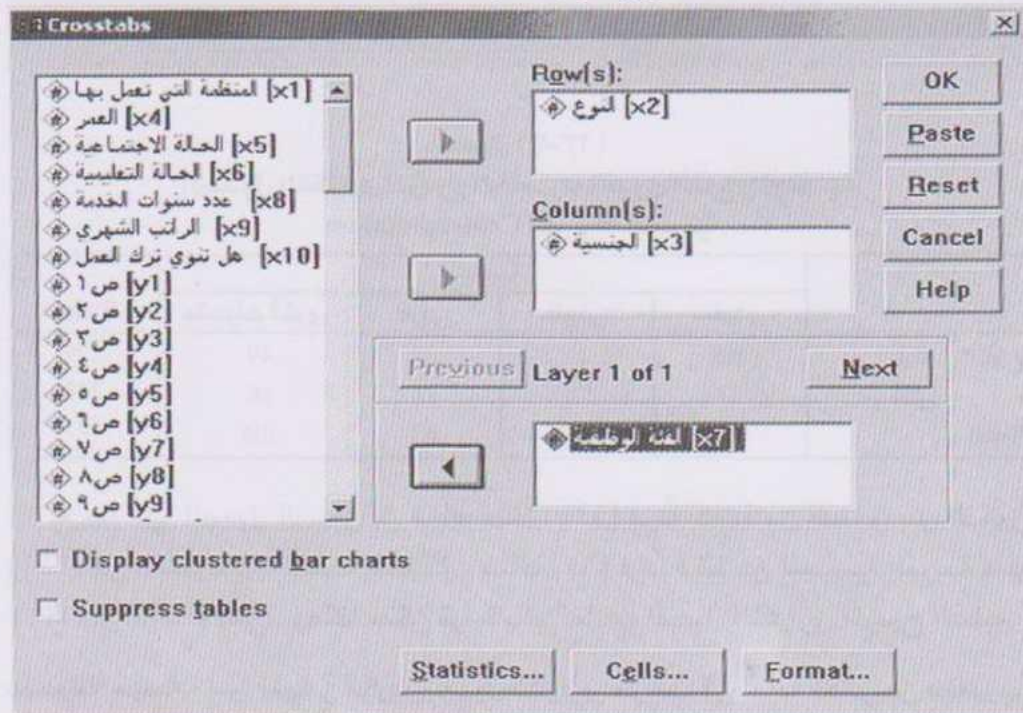 Crosstabs
المنظمة التي تعمل بها [x1]
العمر [x4]
الحالة الاجتماعية [x5]
الحالة التعليمية [x6]
عدد سنوات الخدمة [x8]
الراتب الشهري [x9]
هل تنوي ترك العمل [x10]
ص١ [y1]
ص٢ [y2]
ص٣ [y3]
ص٤ [y4]
ص٥ [y5]
ص٦ [y6]
ص٧ [y7]
ص٨ [y8]
ص٩ [y9]
Row(s):
النوع [x2]
Column(s):
الجنسية [x3]
Previous
Layer 1 of 1
Next
الفئة الوظيفية [x7]
OK
Paste
Reset
Cancel
Help
Display clustered bar charts
Suppress tables
Statistics...
Cells...
Format...